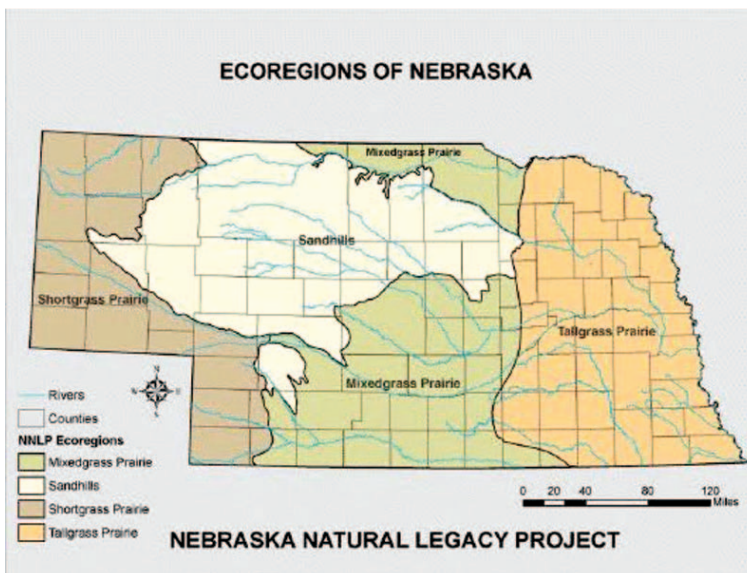 ECOREGIONS OF NEBRASKA
Mixedgrass Prairie
Sandhills
Shortgrass Prairie
Tallgrass Prairie
Mixedgrass Prairie
N
W E
S
Rivers
Counties
NNLP Ecoregions
Mixedgrass Prairie
Sandhills
Shortgrass Prairie
Tallgrass Prairie
0 20 40 80 120
Miles
NEBRASKA NATURAL LEGACY PROJECT